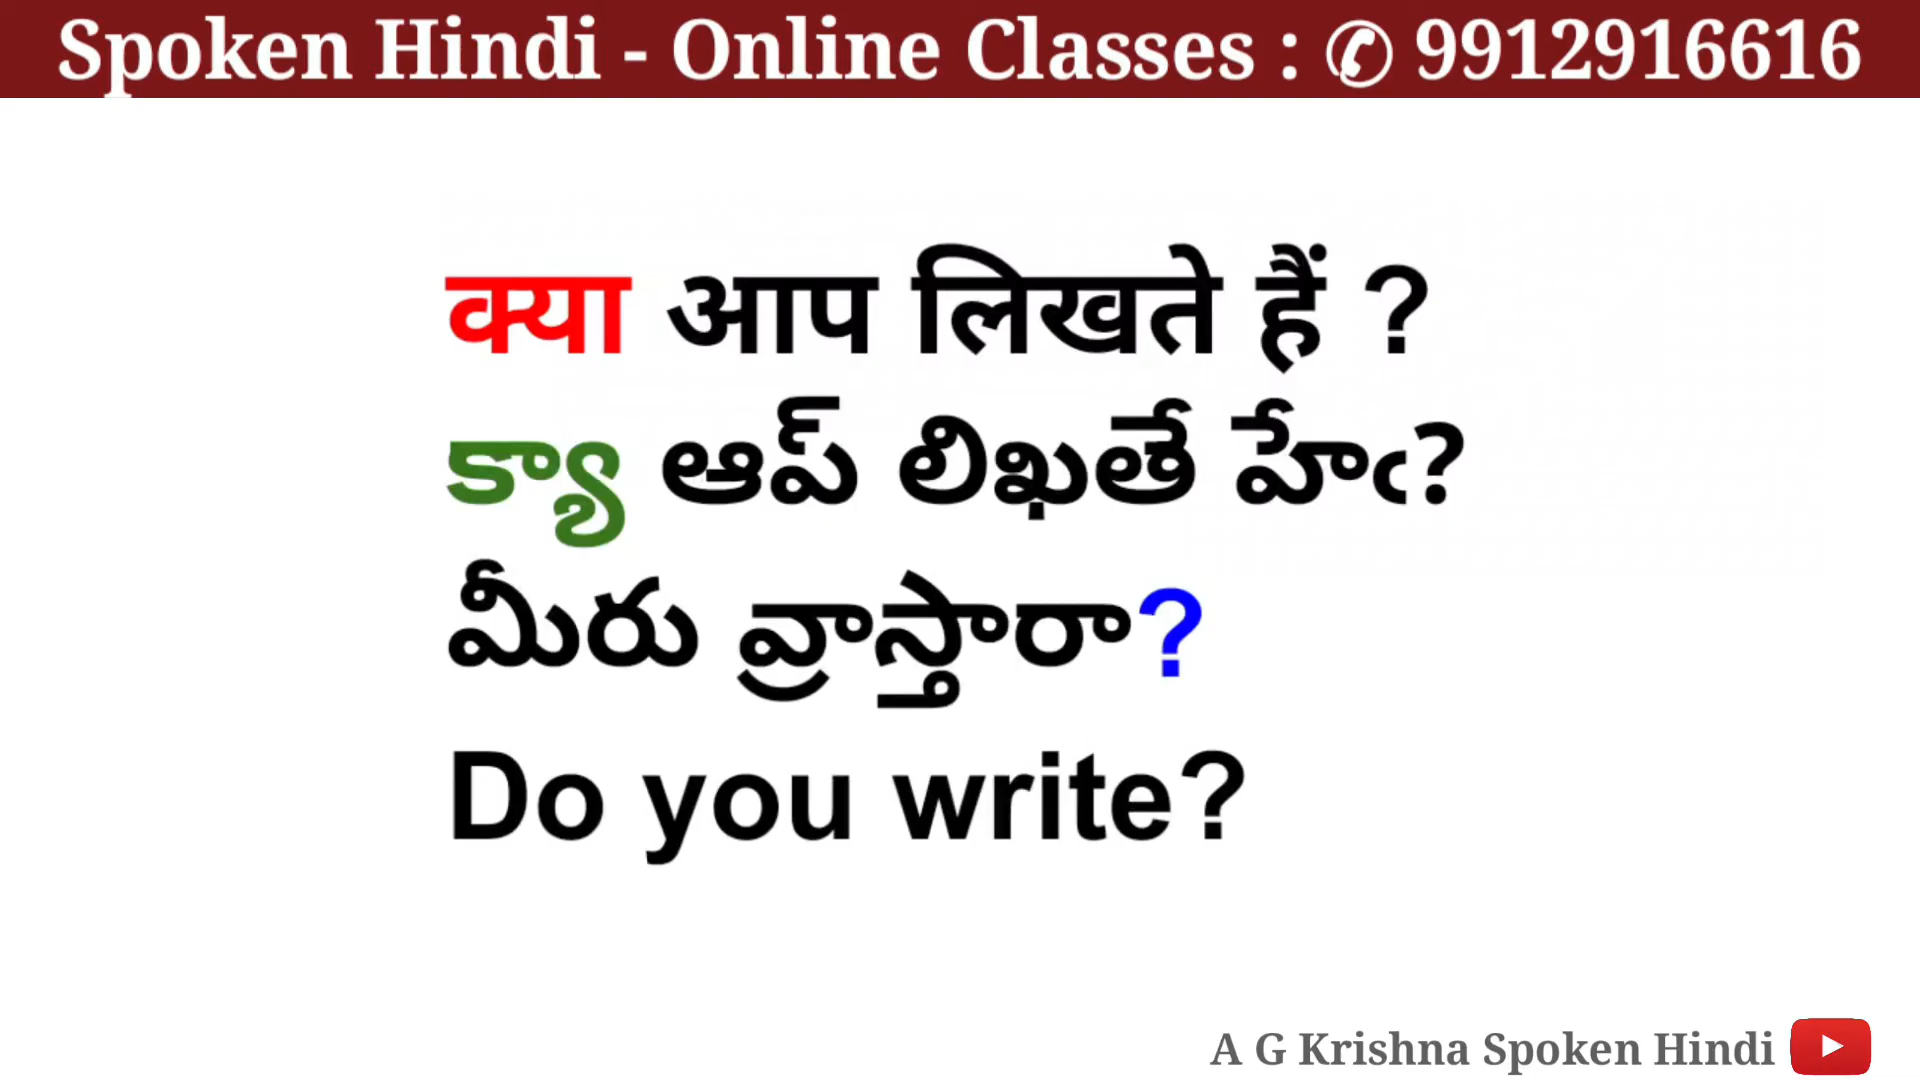 Spoken Hindi - Online Classes : ✆ 9912916616
क्या आप लिखते हैं ?
క్యా ఆప్ లిఖతే హేఁ?
మీరు వ్రాస్తారా?
Do you write?
A G Krishna Spoken Hindi